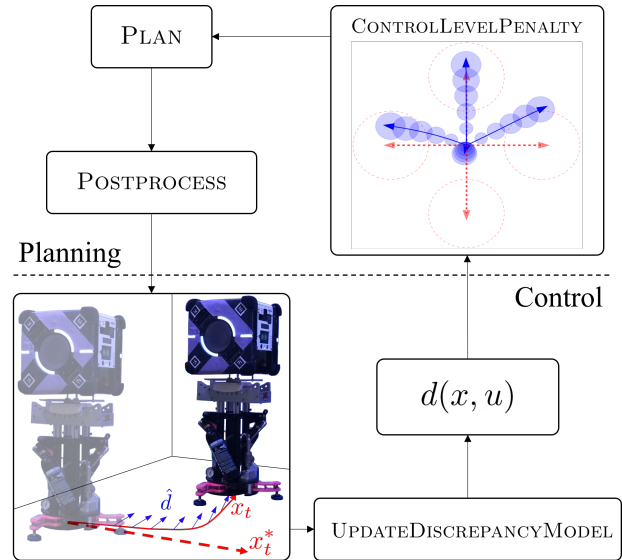 PLAN
CONTROLLEVELPENALTY
POSTPROCESS
Planning
Control
d(x, u)
d̂
x_t
x_t^*
UPDATEDISCREPANCYMODEL